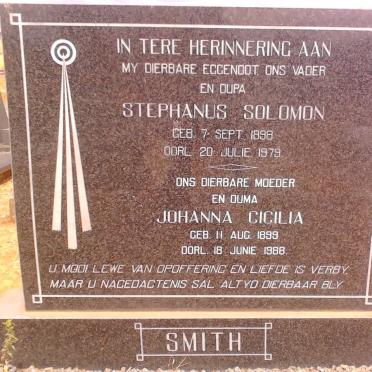 IN TERE HERINNERING AAN
MY DIERBARE EGGENOOT, ONS VADER
EN OUPA
STEPHANUS SOLOMON
GEB. 7 SEPT. 1898
OORL. 20 JULIE 1979
ONS DIERBARE MOEDER
EN OUMA
JOHANNA CICILIA
GEB. 11 AUG. 1899
OORL. 18 JUNIE 1988
U MOOI LEWE VAN OPOFFERING EN LIEFDE IS VERBY,
MAAR U NAGEDAGTENIS SAL ALTYD DIERBAAR BLY.
SMITH